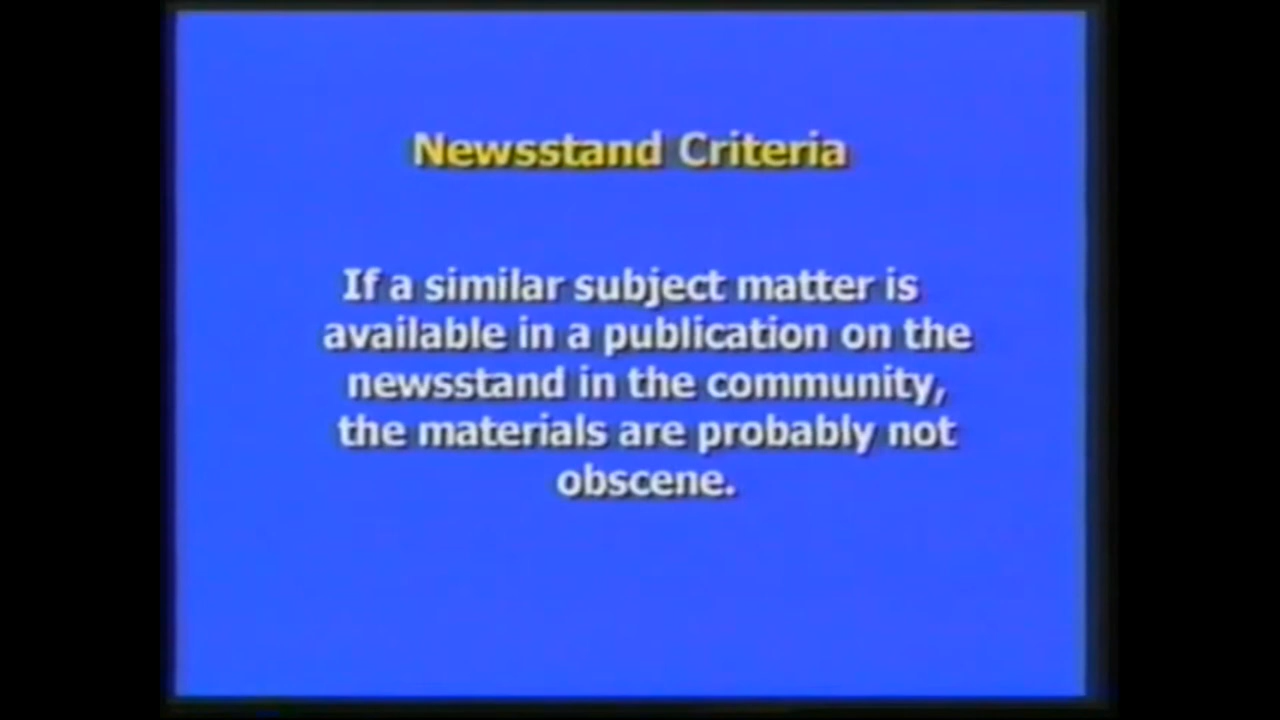 Newsstand Criteria
If a similar subject matter is
available in a publication on the
newsstand in the community,
the materials are probably not
obscene.